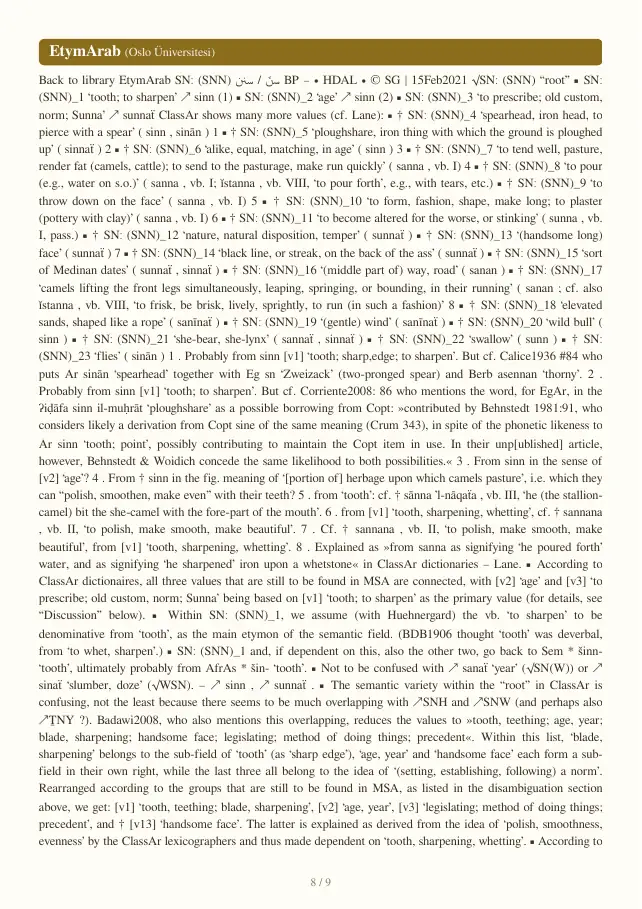 EtymArab (Oslo Üniversitesi)
Back to library EtymArab SN: (SNN) سنّ / سنن BP – • HDAL • © SG | 15Feb2021 √SN: (SNN) “root” ▪ SN:
(SNN)_1 ‘tooth; to sharpen’ ↗ sinn (1) ▪ SN: (SNN)_2 ‘age’ ↗ sinn (2) ▪ SN: (SNN)_3 ‘to prescribe; old custom,
norm; Sunna’ ↗ sunnaẗ ClassAr shows many more values (cf. Lane): ▪ † SN: (SNN)_4 ‘spearhead, iron head, to
pierce with a spear’ ( sinn , sinān ) 1 ▪ † SN: (SNN)_5 ‘ploughshare, iron thing with which the ground is ploughed
up’ ( sinnaẗ ) 2 ▪ † SN: (SNN)_6 ‘alike, equal, matching, in age’ ( sinn ) 3 ▪ † SN: (SNN)_7 ‘to tend well, pasture,
render fat (camels, cattle); to send to the pasturage, make run quickly’ ( sanna , vb. I) 4 ▪ † SN: (SNN)_8 ‘to pour
(e.g., water on s.o.)’ ( sanna , vb. I; ĭstanna , vb. VIII, ‘to pour forth’, e.g., with tears, etc.) ▪ † SN: (SNN)_9 ‘to
throw down on the face’ ( sanna , vb. I) 5 ▪ † SN: (SNN)_10 ‘to form, fashion, shape, make long; to plaster
(pottery with clay)’ ( sanna , vb. I) 6 ▪ † SN: (SNN)_11 ‘to become altered for the worse, or stinking’ ( sunna , vb.
I, pass.) ▪ † SN: (SNN)_12 ‘nature, natural disposition, temper’ ( sunnaẗ ) ▪ † SN: (SNN)_13 ‘(handsome long)
face’ ( sunnaẗ ) 7 ▪ † SN: (SNN)_14 ‘black line, or streak, on the back of the ass’ ( sunnaẗ ) ▪ † SN: (SNN)_15 ‘sort
of Medinan dates’ ( sunnaẗ , sinnaẗ ) ▪ † SN: (SNN)_16 ‘(middle part of) way, road’ ( sanan ) ▪ † SN: (SNN)_17
‘camels lifting the front legs simultaneously, leaping, springing, or bounding, in their running’ ( sanan ; cf. also
ĭstanna , vb. VIII, ‘to frisk, be brisk, lively, sprightly, to run (in such a fashion)’ 8 ▪ † SN: (SNN)_18 ‘elevated
sands, shaped like a rope’ ( sanīnaẗ ) ▪ † SN: (SNN)_19 ‘(gentle) wind’ ( sanīnaẗ ) ▪ † SN: (SNN)_20 ‘wild bull’ (
sinn ) ▪ † SN: (SNN)_21 ‘she-bear, she-lynx’ ( sannaẗ , sinnaẗ ) ▪ † SN: (SNN)_22 ‘swallow’ ( sunn ) ▪ † SN:
(SNN)_23 ‘flies’ ( sinān ) 1 . Probably from sinn [v1] ‘tooth; sharp,edge; to sharpen’. But cf. Calice1936 #84 who
puts Ar sinān ‘spearhead’ together with Eg sn ‘Zweizack’ (two-pronged spear) and Berb asennan ‘thorny’. 2 .
Probably from sinn [v1] ‘tooth; to sharpen’. But cf. Corriente2008: 86 who mentions the word, for EgAr, in the
ʔiḍāfa sinn il-muḥrāt ‘ploughshare’ as a possible borrowing from Copt: »contributed by Behnstedt 1981:91, who
considers likely a derivation from Copt sine of the same meaning (Crum 343), in spite of the phonetic likeness to
Ar sinn ‘tooth; point’, possibly contributing to maintain the Copt item in use. In their unp[ublished] article,
however, Behnstedt & Woidich concede the same likelihood to both possibilities.« 3 . From sinn in the sense of
[v2] ‘age’? 4 . From † sinn in the fig. meaning of ‘[portion of] herbage upon which camels pasture’, i.e. which they
can “polish, smoothen, make even” with their teeth? 5 . from ‘tooth’: cf. † sānna ’l-nāqaẗa , vb. III, ‘he (the stallion-
camel) bit the she-camel with the fore-part of the mouth’. 6 . from [v1] ‘tooth, sharpening, whetting’, cf. † sannana
, vb. II, ‘to polish, make smooth, make beautiful’. 7 . Cf. † sannana , vb. II, ‘to polish, make smooth, make
beautiful’, from [v1] ‘tooth, sharpening, whetting’. 8 . Explained as »from sanna as signifying ‘he poured forth’
water, and as signifying ‘he sharpened’ iron upon a whetstone« in ClassAr dictionaries – Lane. ▪ According to
ClassAr dictionaires, all three values that are still to be found in MSA are connected, with [v2] ‘age’ and [v3] ‘to
prescribe; old custom, norm; Sunna’ being based on [v1] ‘tooth; to sharpen’ as the primary value (for details, see
“Discussion” below). ▪ Within SN: (SNN)_1, we assume (with Huehnergard) the vb. ‘to sharpen’ to be
denominative from ‘tooth’, as the main etymon of the semantic field. (BDB1906 thought ‘tooth’ was deverbal,
from ‘to whet, sharpen’.) ▪ SN: (SNN)_1 and, if dependent on this, also the other two, go back to Sem * šinn-
‘tooth’, ultimately probably from AfrAs * šin- ‘tooth’. ▪ Not to be confused with ↗ sanaẗ ‘year’ (√SN(W)) or ↗
sinaẗ ‘slumber, doze’ (√WSN). – ↗ sinn , ↗ sunnaẗ . ▪ The semantic variety within the “root” in ClassAr is
confusing, not the least because there seems to be much overlapping with ↗SNH and ↗SNW (and perhaps also
↗ṮNY ?). Badawi2008, who also mentions this overlapping, reduces the values to »tooth, teething; age, year;
blade, sharpening; handsome face; legislating; method of doing things; precedent«. Within this list, ‘blade,
sharpening’ belongs to the sub-field of ‘tooth’ (as ‘sharp edge’), ‘age, year’ and ‘handsome face’ each form a sub-
field in their own right, while the last three all belong to the idea of ‘(setting, establishing, following) a norm’.
Rearranged according to the groups that are still to be found in MSA, as listed in the disambiguation section
above, we get: [v1] ‘tooth, teething; blade, sharpening’, [v2] ‘age, year’, [v3] ‘legislating; method of doing things;
precedent’, and † [v13] ‘handsome face’. The latter is explained as derived from the idea of ‘polish, smoothness,
evenness’ by the ClassAr lexicographers and thus made dependent on ‘tooth, sharpening, whetting’. ▪ According to
8 / 9